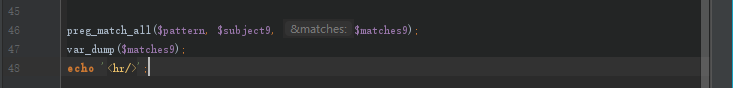 45
46 preg_match_all($pattern, $subject9, &matches: $matches9);
47 var_dump($matches9);
48 echo '<hr/>';